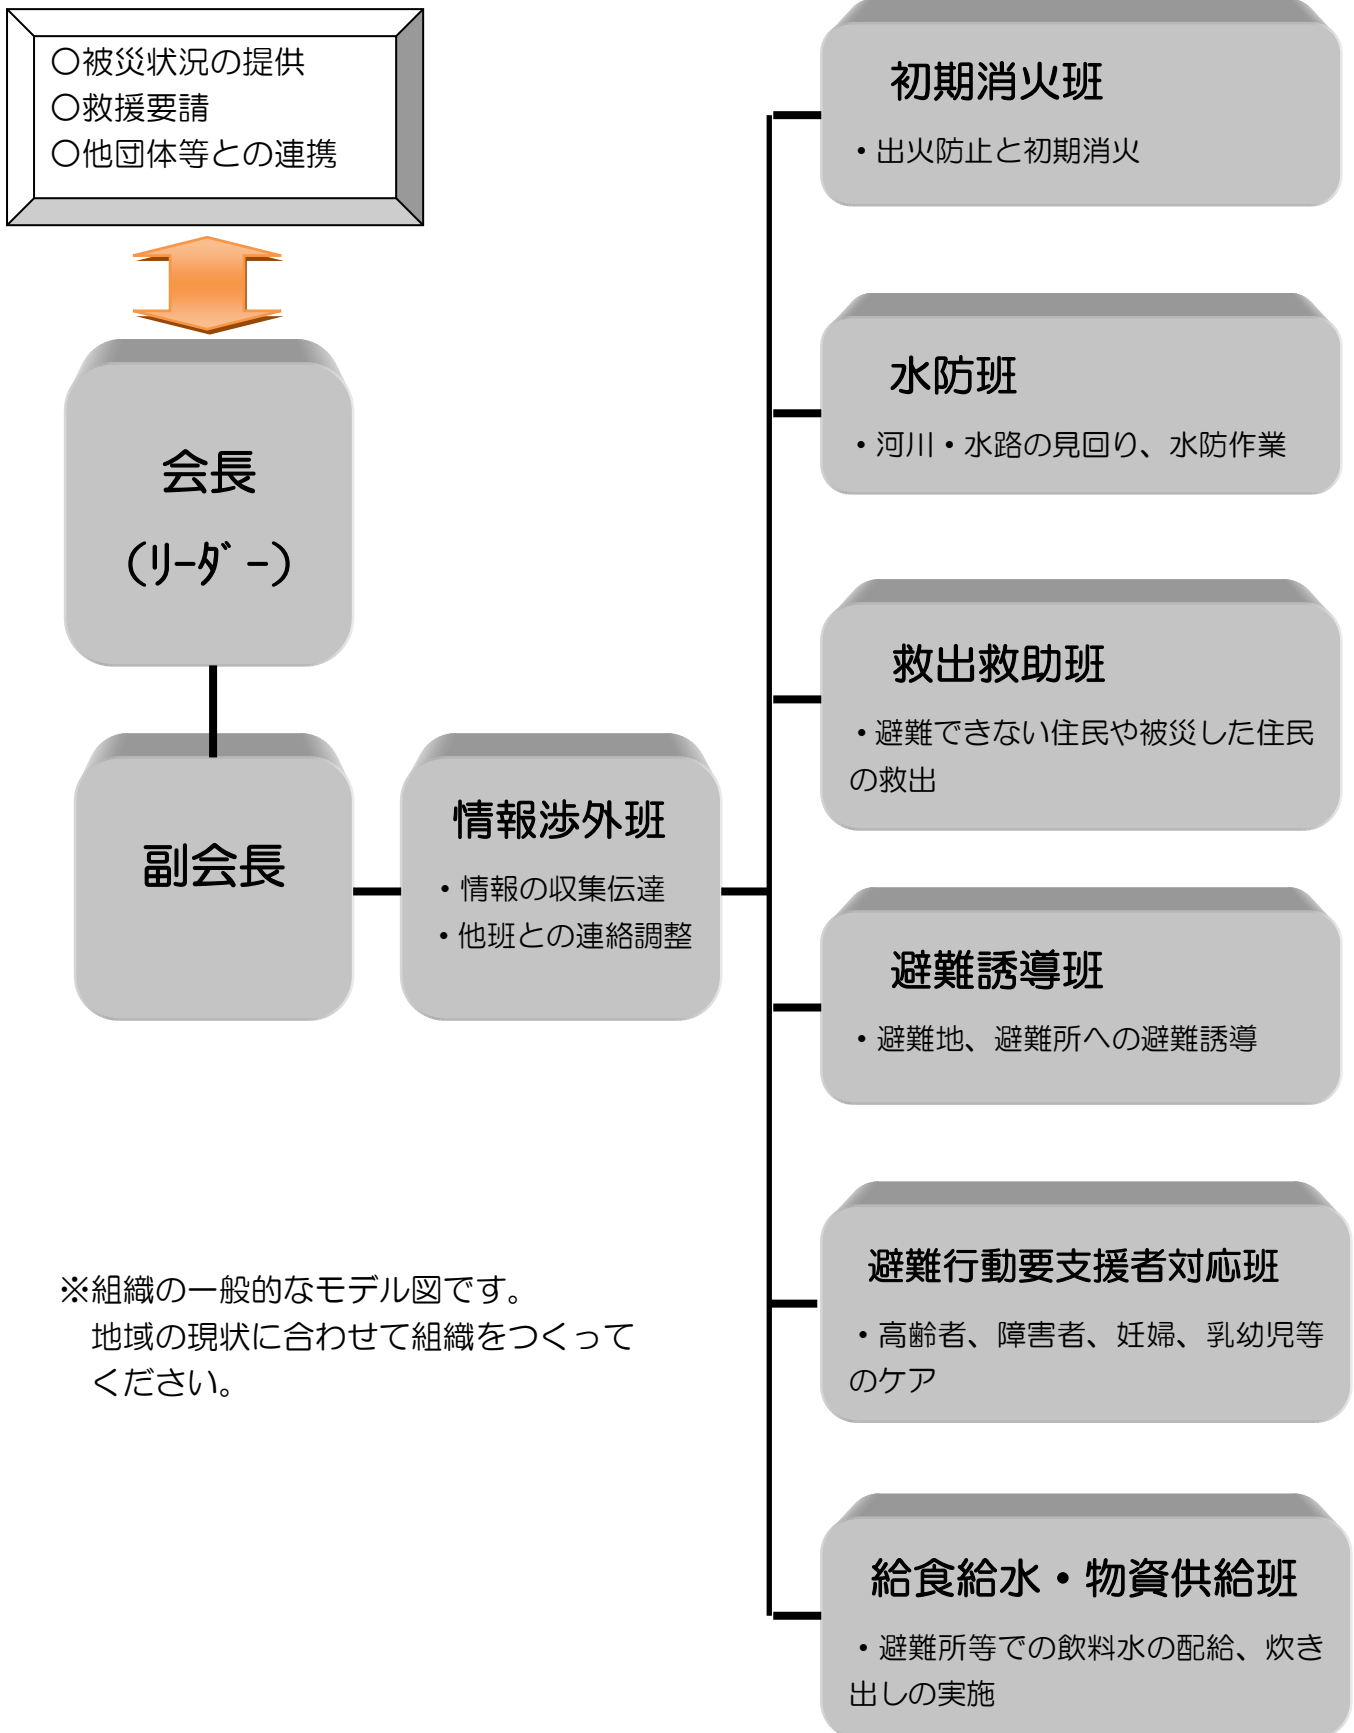 ○被災状況の提供
○救援要請
○他団体等との連携
会長
（ﾘｰﾀﾞｰ）
副会長
情報渉外班
・情報の収集伝達
・他班との連絡調整
初期消火班
・出火防止と初期消火
水防班
・河川・水路の見回り、水防作業
救出救助班
・避難できない住民や被災した住民
の救出
避難誘導班
・避難地、避難所への避難誘導
避難行動要支援者対応班
・高齢者、障害者、妊婦、乳幼児等
のケア
給食給水・物資供給班
・避難所等での飲料水の配給、炊き
出しの実施
※組織の一般的なモデル図です。
地域の現状に合わせて組織をつくって
ください。